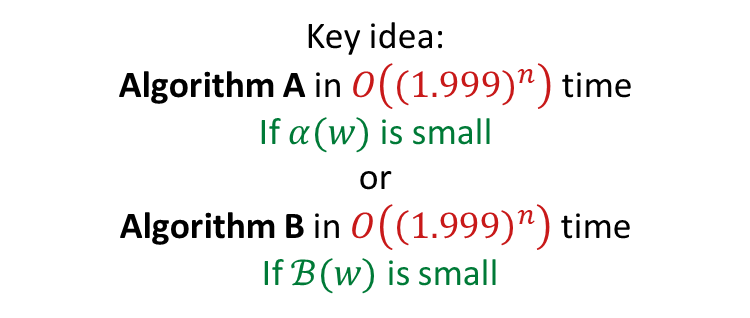 Key idea:
Algorithm A in 𝑂((1.999)ⁿ) time
If 𝛼(𝑤) is small
or
Algorithm B in 𝑂((1.999)ⁿ) time
If ℬ(𝑤) is small